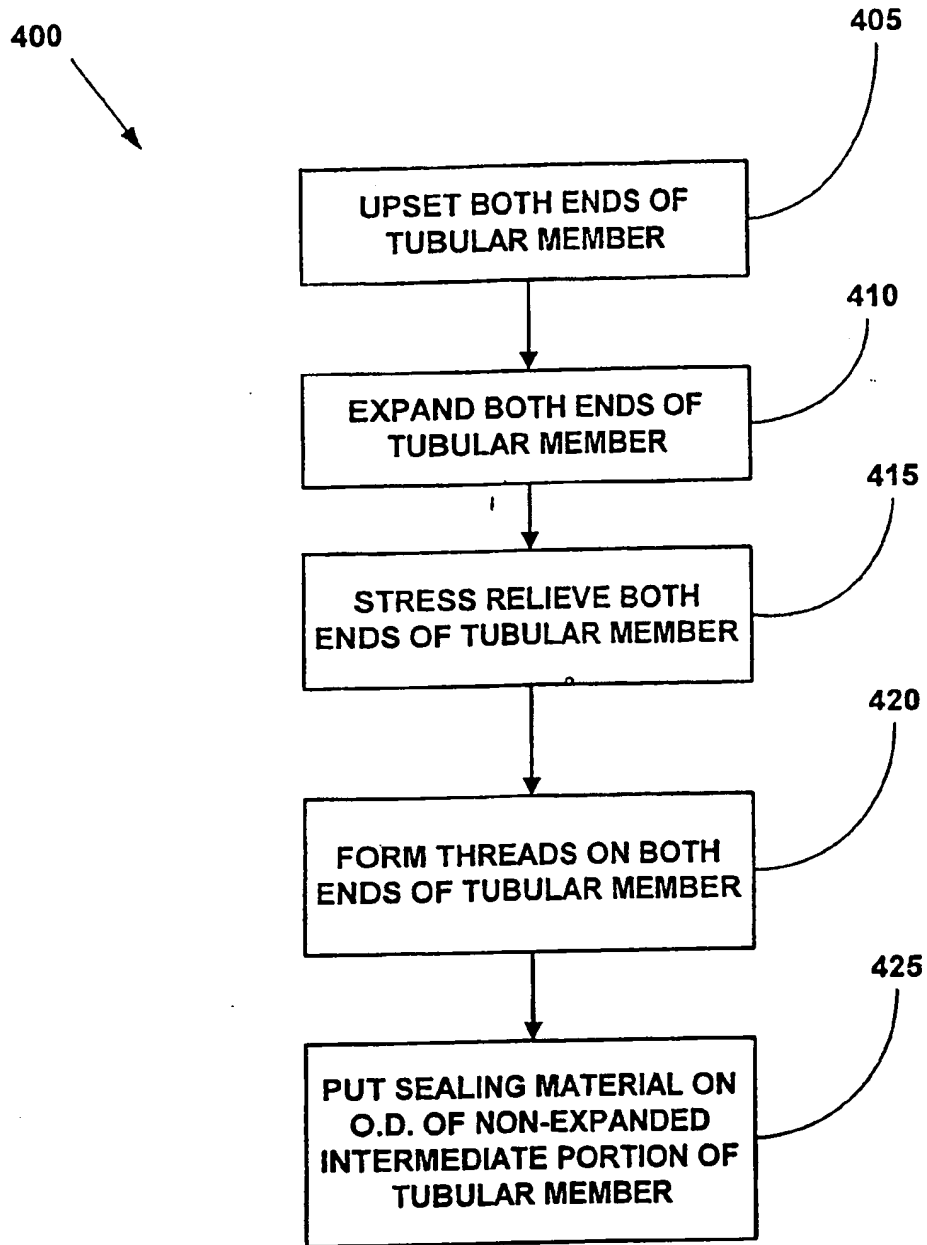 400
405
UPSET BOTH ENDS OF
TUBULAR MEMBER
410
EXPAND BOTH ENDS OF
TUBULAR MEMBER
415
STRESS RELIEVE BOTH
ENDS OF TUBULAR MEMBER
420
FORM THREADS ON BOTH
ENDS OF TUBULAR MEMBER
425
PUT SEALING MATERIAL ON
O.D. OF NON-EXPANDED
INTERMEDIATE PORTION OF
TUBULAR MEMBER